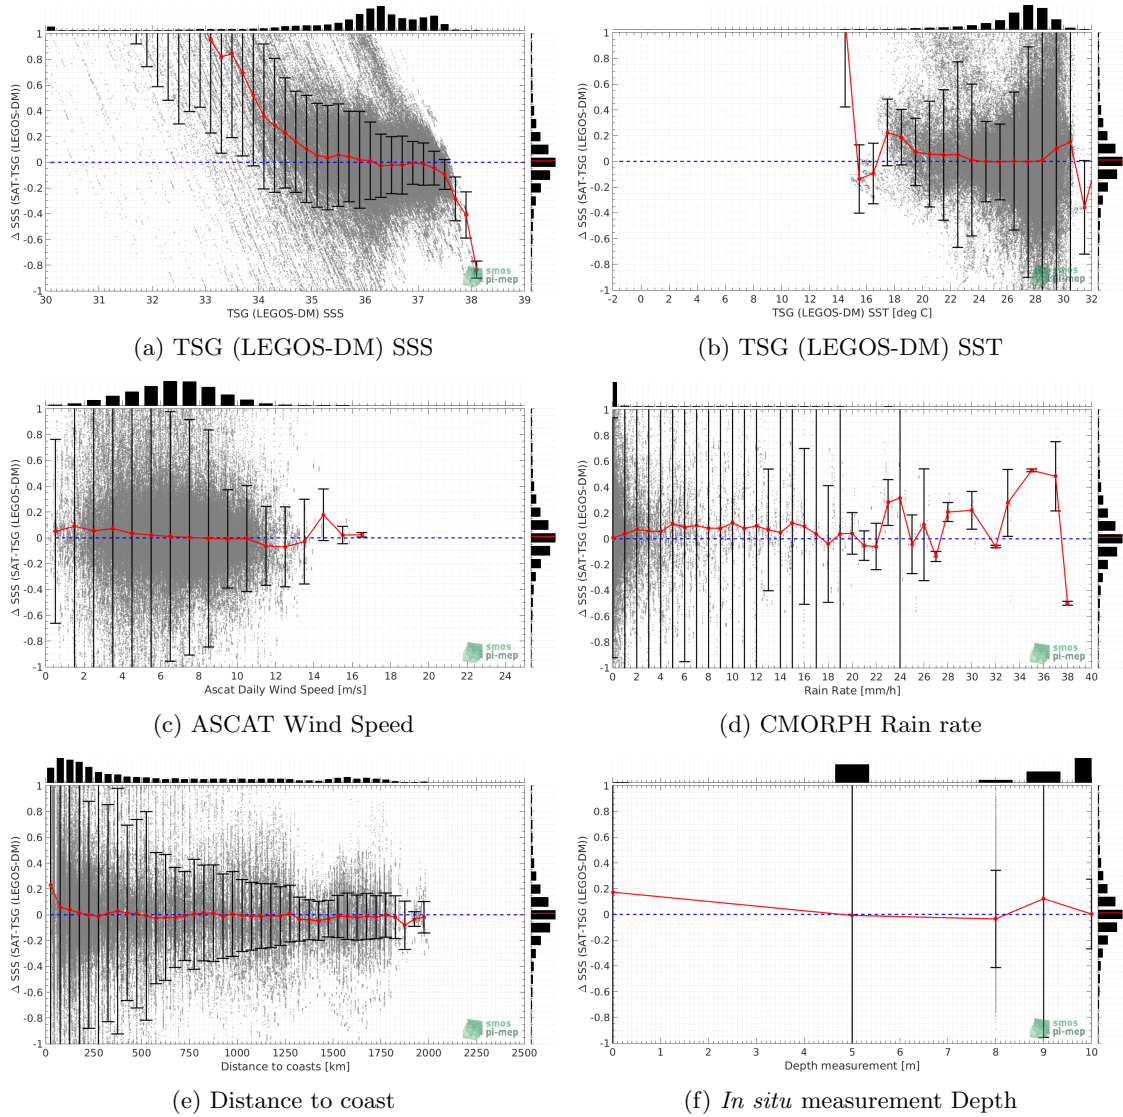 Δ SSS (SAT-TSG (LEGOS-DM))
1
0.8
0.6
0.4
0.2
0
-0.2
-0.4
-0.6
-0.8
-1
30 31 32 33 34 35 36 37 38 39
TSG (LEGOS-DM) SSS
smos
pi-mep
(a) TSG (LEGOS-DM) SSS
Δ SSS (SAT-TSG (LEGOS-DM))
1
0.8
0.6
0.4
0.2
0
-0.2
-0.4
-0.6
-0.8
-1
-2 0 2 4 6 8 10 12 14 16 18 20 22 24 26 28 30 32
TSG (LEGOS-DM) SST [deg C]
smos
pi-mep
(b) TSG (LEGOS-DM) SST
Δ SSS (SAT-TSG (LEGOS-DM))
1
0.8
0.6
0.4
0.2
0
-0.2
-0.4
-0.6
-0.8
-1
0 2 4 6 8 10 12 14 16 18 20 22 24
Ascat Daily Wind Speed [m/s]
smos
pi-mep
(c) ASCAT Wind Speed
Δ SSS (SAT-TSG (LEGOS-DM))
1
0.8
0.6
0.4
0.2
0
-0.2
-0.4
-0.6
-0.8
-1
0 2 4 6 8 10 12 14 16 18 20 22 24 26 28 30 32 34 36 38 40
Rain Rate [mm/h]
smos
pi-mep
(d) CMORPH Rain rate
Δ SSS (SAT-TSG (LEGOS-DM))
1
0.8
0.6
0.4
0.2
0
-0.2
-0.4
-0.6
-0.8
-1
0 250 500 750 1000 1250 1500 1750 2000 2250 2500
Distance to coasts [km]
smos
pi-mep
(e) Distance to coast
Δ SSS (SAT-TSG (LEGOS-DM))
1
0.8
0.6
0.4
0.2
0
-0.2
-0.4
-0.6
-0.8
-1
0 1 2 3 4 5 6 7 8 9 10
Depth measurement [m]
smos
pi-mep
(f) In situ measurement Depth